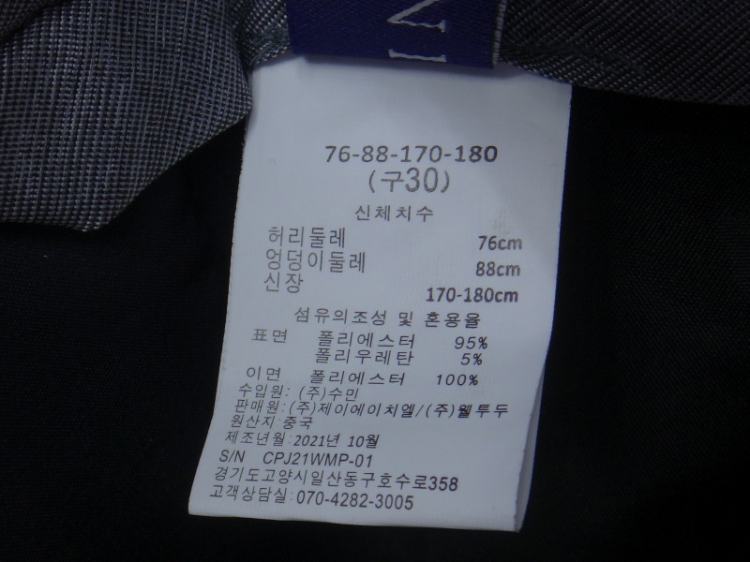 76-88-170-180
(구30)
신체치수
허리둘레 76cm
엉덩이둘레 88cm
신장 170-180cm
섬유의조성 및 혼용율
표면 폴리에스터 95%
폴리우레탄 5%
이면 폴리에스터 100%
수입원: (주)수민
판매원: (주)제이에이치엘/(주)웰투두
원산지:중국
제조년월: 2021년 10월
S/N CPJ21WMP-01
경기도고양시일산동구호수로358
고객상담실: 070-4282-3005